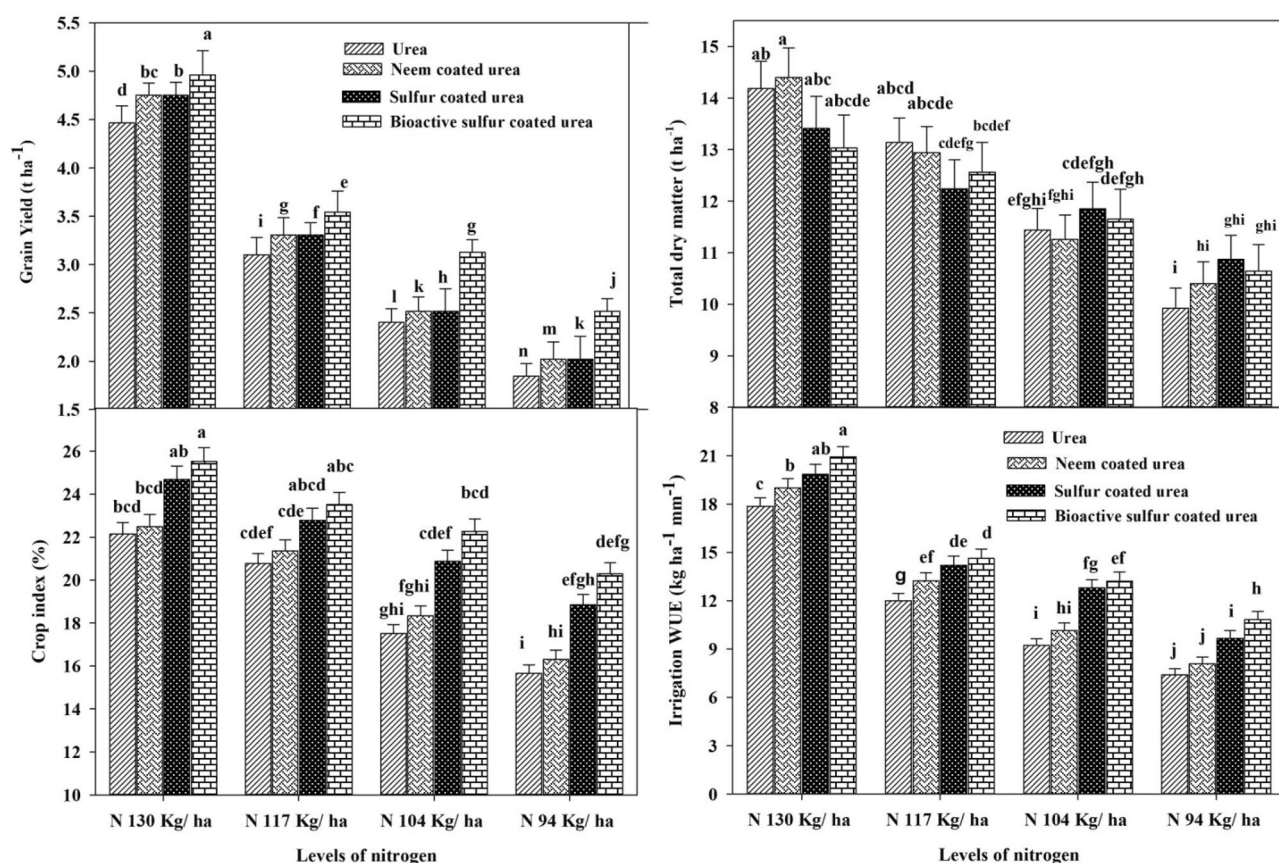 5.5
5.0
4.5
4.0
3.5
3.0
2.5
2.0
1.5
Grain Yield (t ha⁻¹)
Urea
Neem coated urea
Sulfur coated urea
Bioactive sulfur coated urea
d bc b a
i g f e
l k h g
n m k j
15
14
13
12
11
10
9
8
Total dry matter (t ha⁻¹)
ab a abc abcde
abcd abcde cdefg bcdef
efghi fghi cdefgh defgh
i hi ghi ghi
26
24
22
20
18
16
14
12
10
Crop index (%)
bcd bcd ab a
cdef cde abcd abc
ghi fghi cdef bcd
i hi efgh defg
N 130 Kg/ ha N 117 Kg/ ha N 104 Kg/ ha N 94 Kg/ ha
Levels of nitrogen
21
18
15
12
9
6
3
0
Irrigation WUE (kg ha⁻¹ mm⁻¹)
Urea
Neem coated urea
Sulfur coated urea
Bioactive sulfur coated urea
c b ab a
g ef de d
i hi fg ef
j j i h
N 130 Kg/ ha N 117 Kg/ ha N 104 Kg/ ha N 94 Kg/ ha
Levels of nitrogen